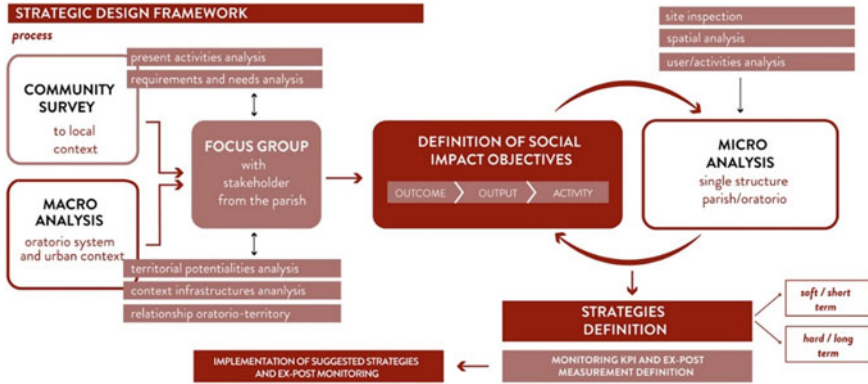 STRATEGIC DESIGN FRAMEWORK
process
COMMUNITY
SURVEY
to local
context
MACRO
ANALYSIS
oratorio system
and urban context
present activities analysis
requirements and needs analysis
FOCUS GROUP
with
stakeholder
from the parish
territorial potentialities analysis
context infrastructures ananlysis
relationship oratorio-territory
DEFINITION OF SOCIAL
IMPACT OBJECTIVES
OUTCOME
OUTPUT
ACTIVITY
site inspection
spatial analysis
user/activities analysis
MICRO
ANALYSIS
single structure
parish/oratorio
STRATEGIES
DEFINITION
soft / short
term
hard / long
term
MONITORING KPI AND EX-POST
MEASUREMENT DEFINITION
IMPLEMENTATION OF SUGGESTED STRATEGIES
AND EX-POST MONITORING